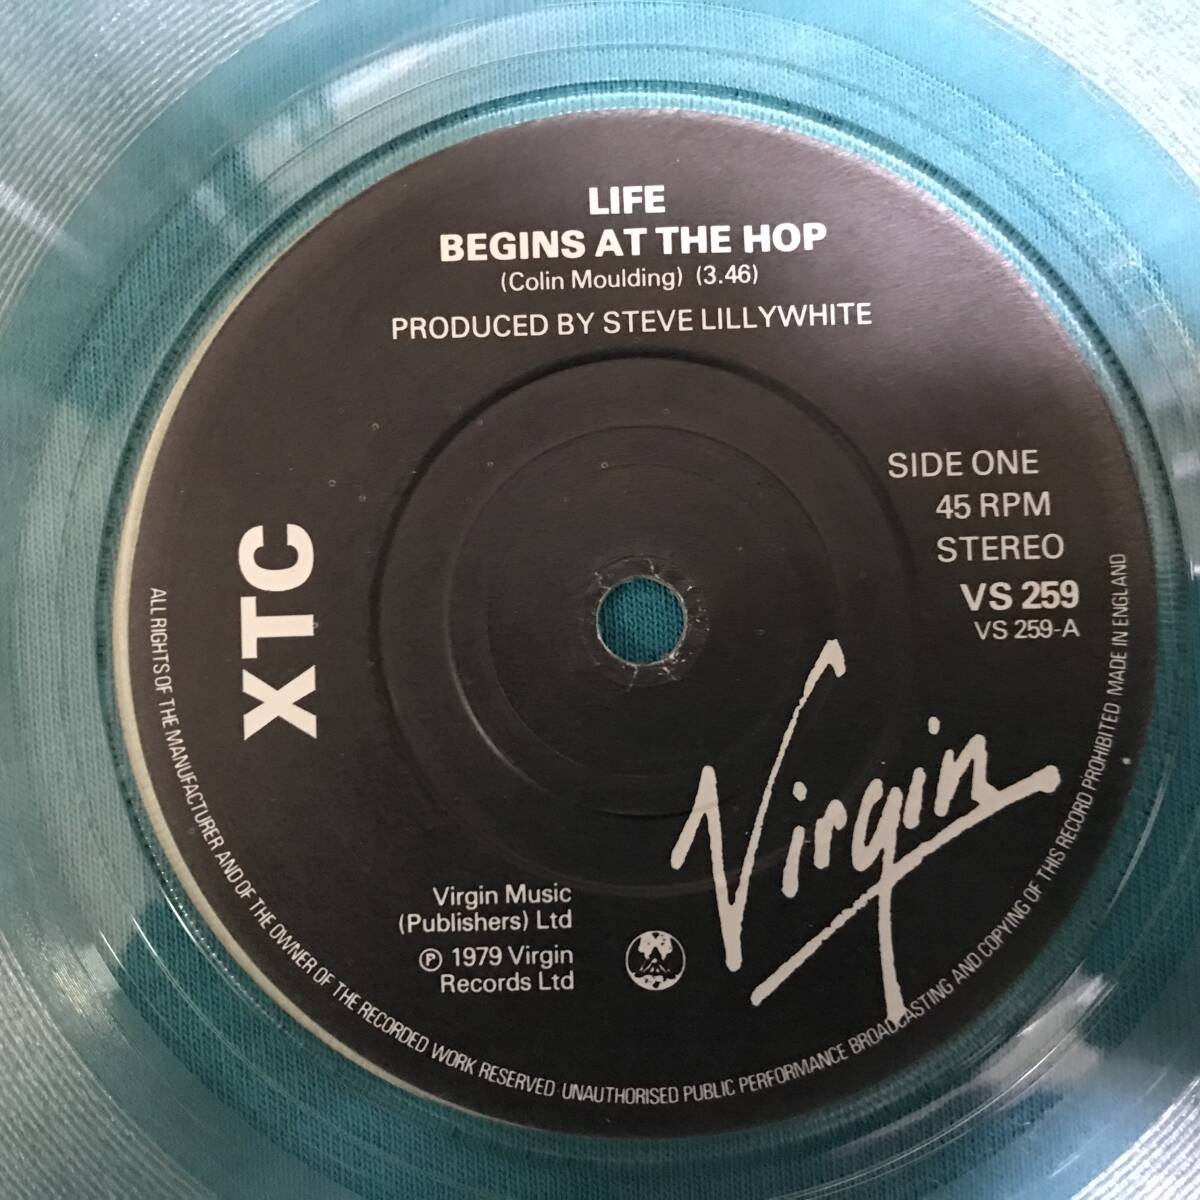 LIFE
BEGINS AT THE HOP
(Colin Moulding) (3.46)
PRODUCED BY STEVE LILLYWHITE
XTC
SIDE ONE
45 RPM
STEREO
VS 259
VS 259-A
Virgin
Virgin Music
(Publishers) Ltd
℗ 1979 Virgin
Records Ltd
ALL RIGHTS OF THE MANUFACTURER AND OF THE OWNER OF THE RECORDED WORK RESERVED · UNAUTHORISED PUBLIC PERFORMANCE BROADCASTING AND COPYING OF THIS RECORD PROHIBITED MADE IN ENGLAND